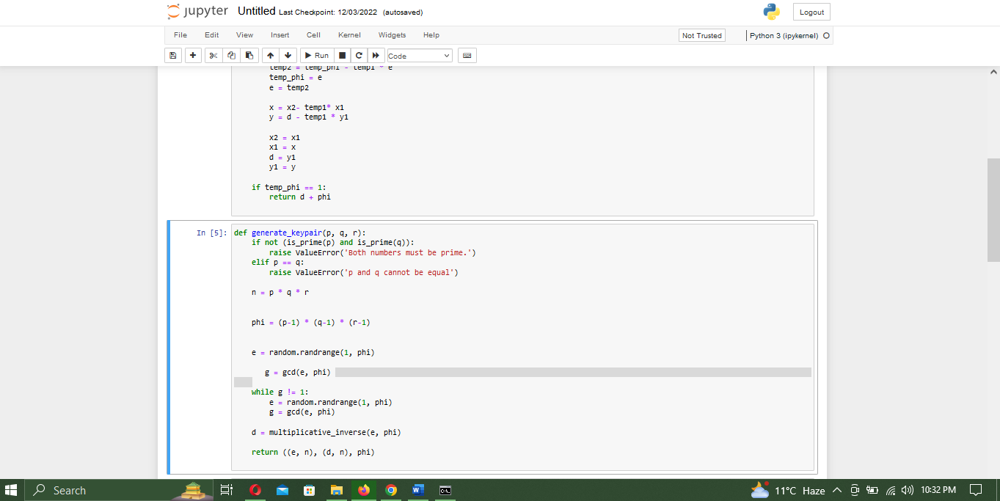 jupyter Untitled Last Checkpoint: 12/03/2022 (autosaved) Logout
File Edit View Insert Cell Kernel Widgets Help Not Trusted Python 3 (ipykernel)
Run Code
temp2 = temp_phi - temp1 * e
temp_phi = e
e = temp2
x = x2- temp1* x1
y = d - temp1 * y1
x2 = x1
x1 = x
d = y1
y1 = y
if temp_phi == 1:
return d + phi
In [5]: def generate_keypair(p, q, r):
if not (is_prime(p) and is_prime(q)):
raise ValueError('Both numbers must be prime.')
elif p == q:
raise ValueError('p and q cannot be equal')
n = p * q * r
phi = (p-1) * (q-1) * (r-1)
e = random.randrange(1, phi)
g = gcd(e, phi)
while g != 1:
e = random.randrange(1, phi)
g = gcd(e, phi)
d = multiplicative_inverse(e, phi)
return ((e, n), (d, n), phi)
Search 11°C Haze 10:32 PM